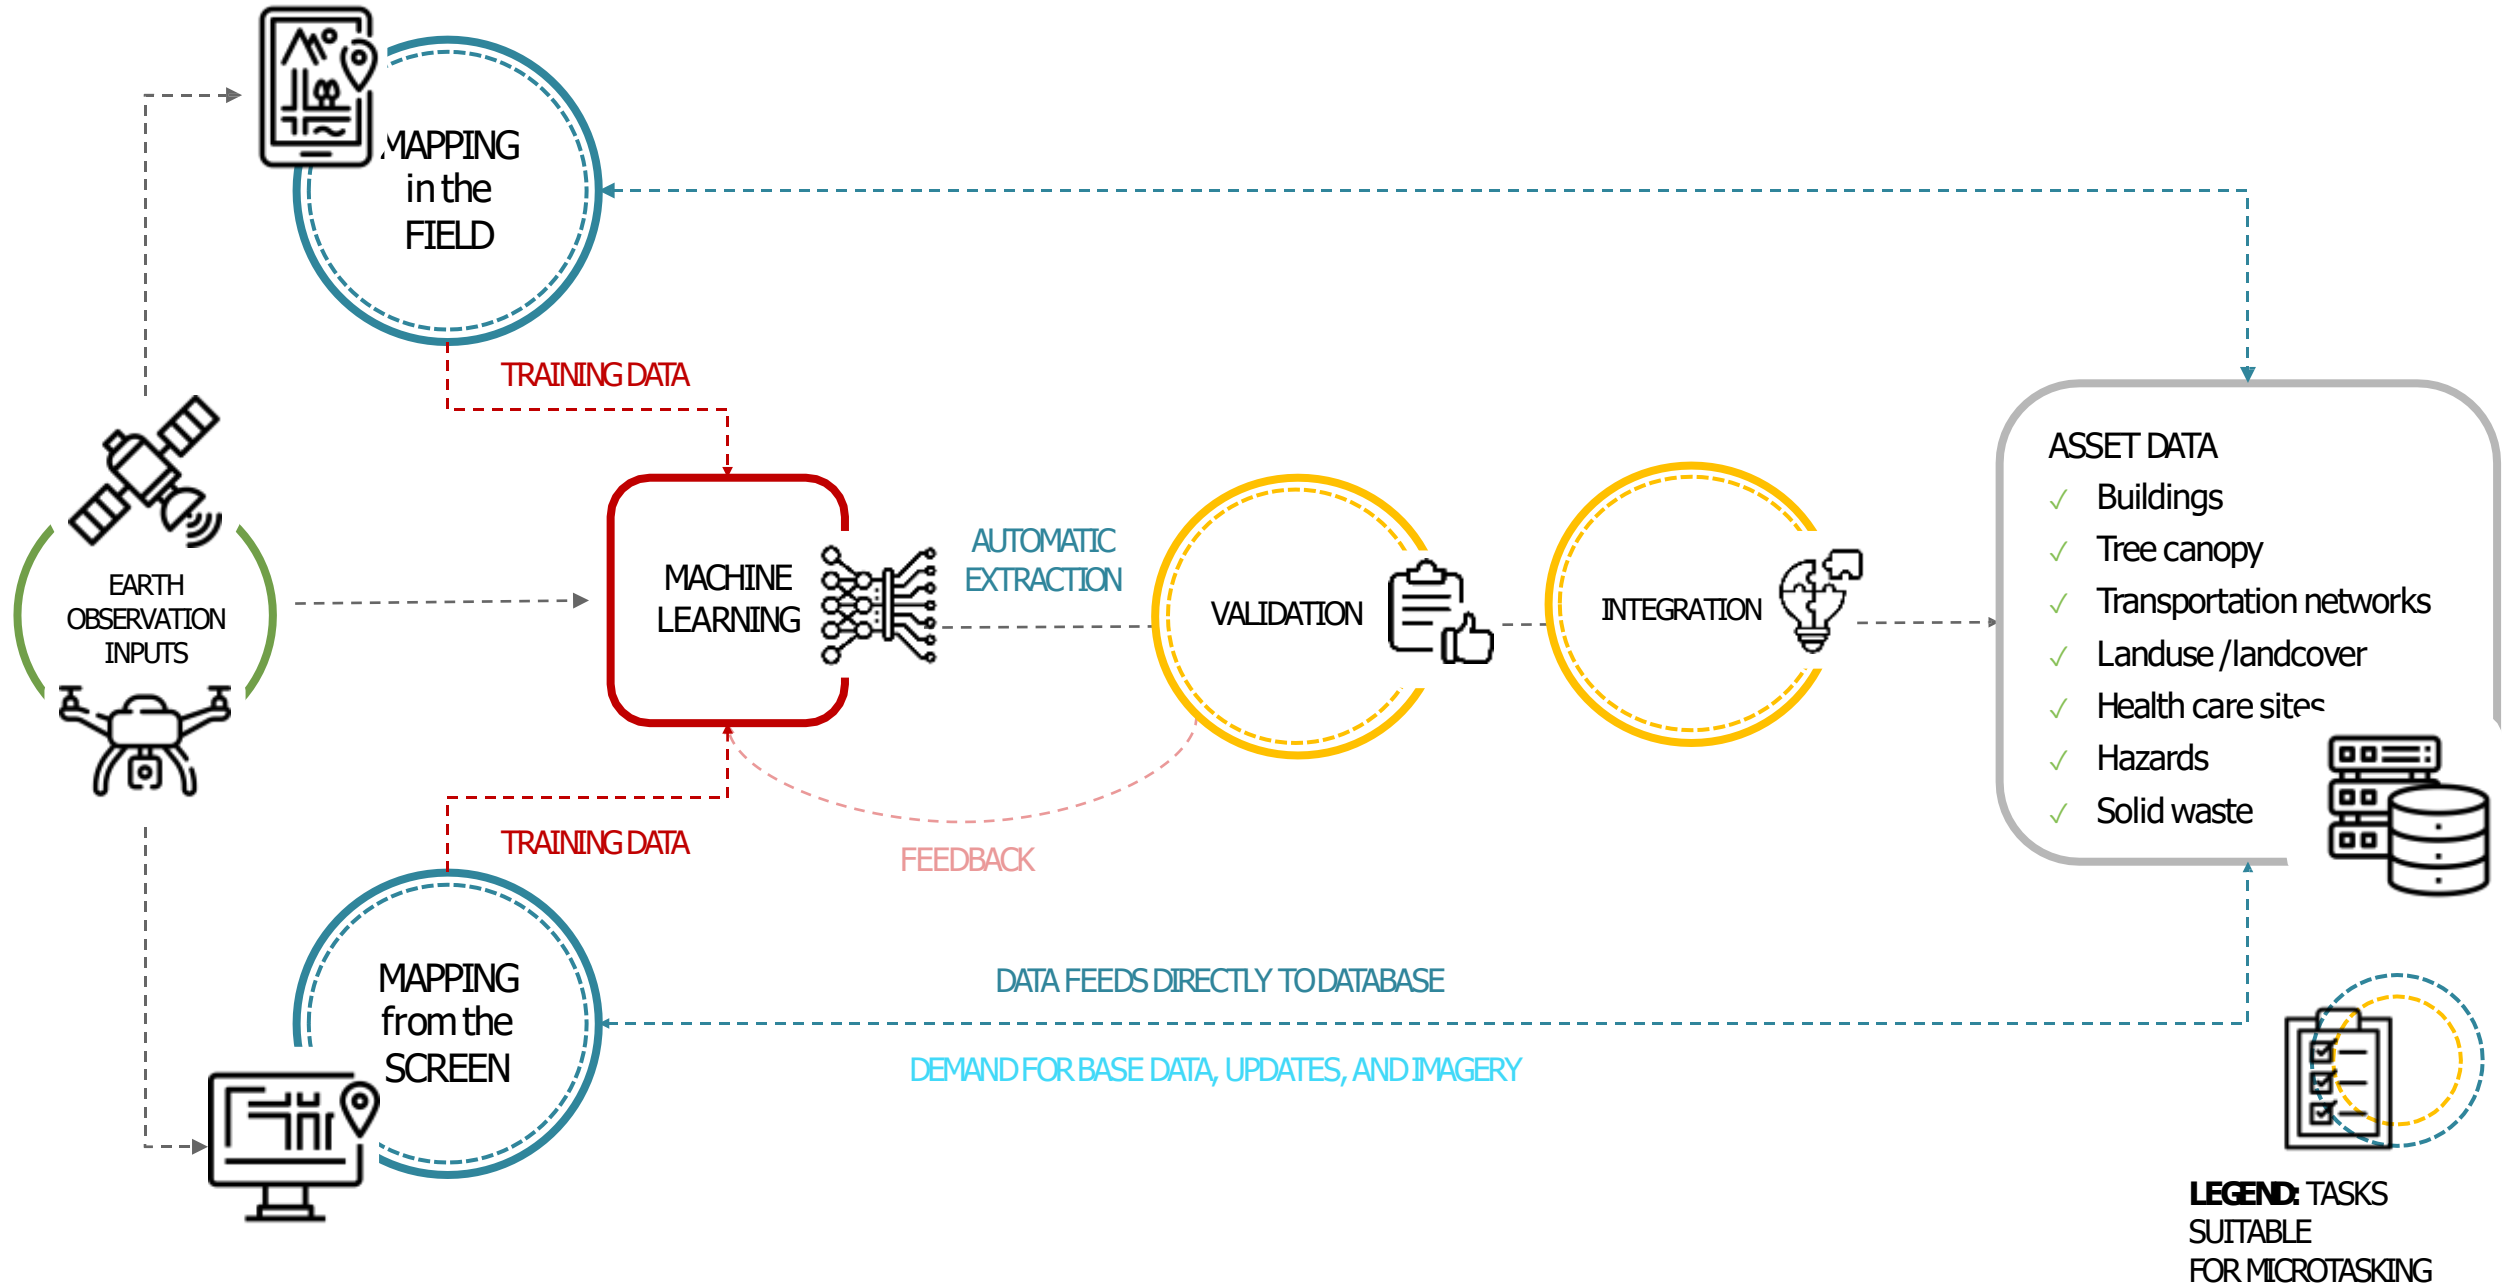 MAPPING
in the
FIELD
TRAINING DATA
EARTH
OBSERVATION
INPUTS
MACHINE
LEARNING
AUTOMATIC
EXTRACTION
VALIDATION
INTEGRATION
ASSET DATA
✓ Buildings
✓ Tree canopy
✓ Transportation networks
✓ Landuse / landcover
✓ Health care sites
✓ Hazards
✓ Solid waste
TRAINING DATA
FEEDBACK
MAPPING
from the
SCREEN
DATA FEEDS DIRECTLY TO DATABASE
DEMAND FOR BASE DATA, UPDATES, AND IMAGERY
LEGEND: TASKS
SUITABLE
FOR MICROTASKING